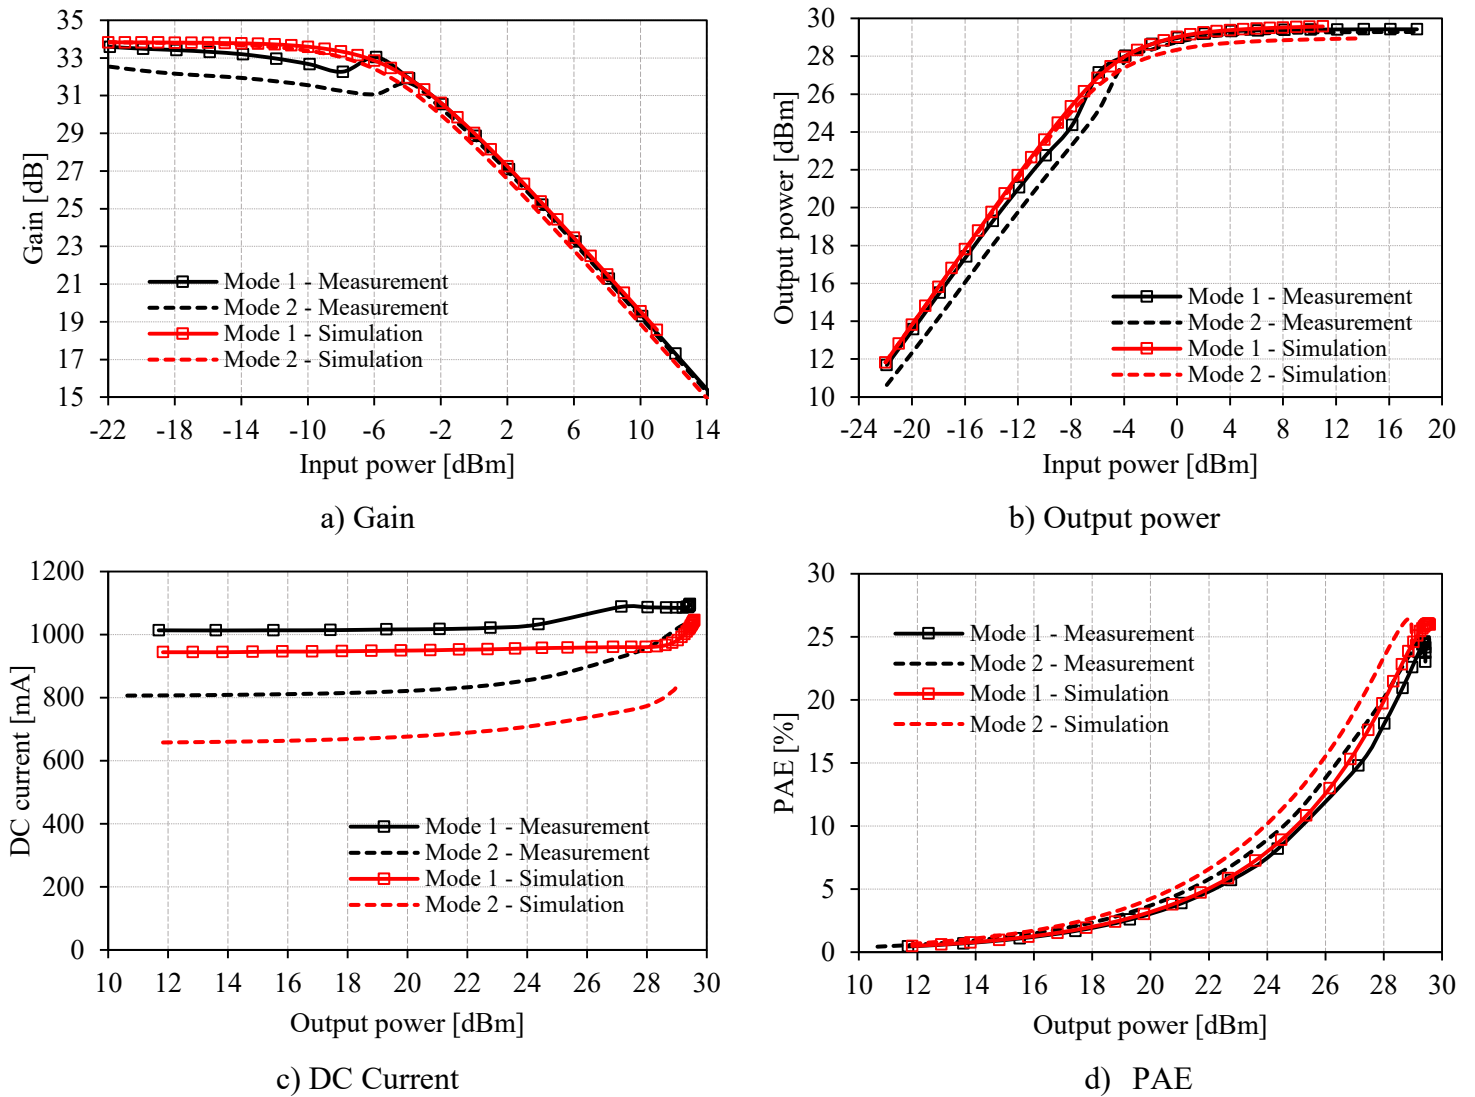 35
33
31
29
27
25
23
21
19
17
15
Gain [dB]
Mode 1 - Measurement
Mode 2 - Measurement
Mode 1 - Simulation
Mode 2 - Simulation
-22 -18 -14 -10 -6 -2 2 6 10 14
Input power [dBm]
a) Gain
30
28
26
24
22
20
18
16
14
12
10
Output power [dBm]
Mode 1 - Measurement
Mode 2 - Measurement
Mode 1 - Simulation
Mode 2 - Simulation
-24 -20 -16 -12 -8 -4 0 4 8 12 16 20
Input power [dBm]
b) Output power
1200
1000
800
600
400
200
0
DC current [mA]
Mode 1 - Measurement
Mode 2 - Measurement
Mode 1 - Simulation
Mode 2 - Simulation
10 12 14 16 18 20 22 24 26 28 30
Output power [dBm]
c) DC Current
30
25
20
15
10
5
0
PAE [%]
Mode 1 - Measurement
Mode 2 - Measurement
Mode 1 - Simulation
Mode 2 - Simulation
10 12 14 16 18 20 22 24 26 28 30
Output power [dBm]
d) PAE